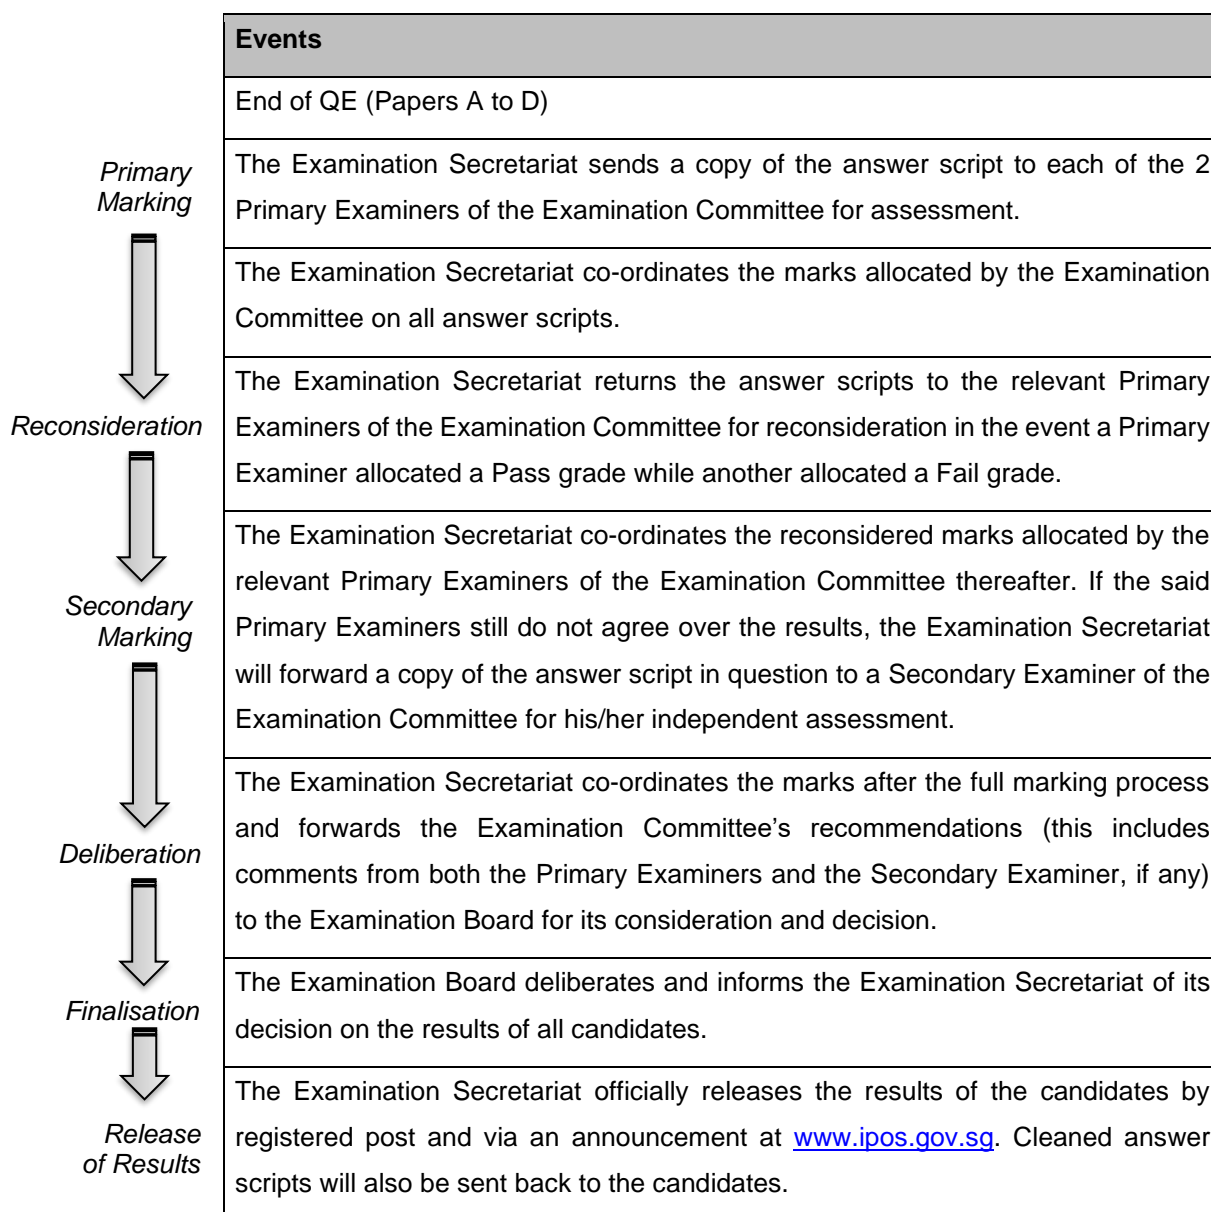 Events
End of QE (Papers A to D)
Primary
Marking
The Examination Secretariat sends a copy of the answer script to each of the 2
Primary Examiners of the Examination Committee for assessment.
The Examination Secretariat co-ordinates the marks allocated by the Examination
Committee on all answer scripts.
Reconsideration
The Examination Secretariat returns the answer scripts to the relevant Primary
Examiners of the Examination Committee for reconsideration in the event a Primary
Examiner allocated a Pass grade while another allocated a Fail grade.
Secondary
Marking
The Examination Secretariat co-ordinates the reconsidered marks allocated by the
relevant Primary Examiners of the Examination Committee thereafter. If the said
Primary Examiners still do not agree over the results, the Examination Secretariat
will forward a copy of the answer script in question to a Secondary Examiner of the
Examination Committee for his/her independent assessment.
Deliberation
The Examination Secretariat co-ordinates the marks after the full marking process
and forwards the Examination Committee’s recommendations (this includes
comments from both the Primary Examiners and the Secondary Examiner, if any)
to the Examination Board for its consideration and decision.
Finalisation
The Examination Board deliberates and informs the Examination Secretariat of its
decision on the results of all candidates.
Release
of Results
The Examination Secretariat officially releases the results of the candidates by
registered post and via an announcement at www.ipos.gov.sg. Cleaned answer
scripts will also be sent back to the candidates.